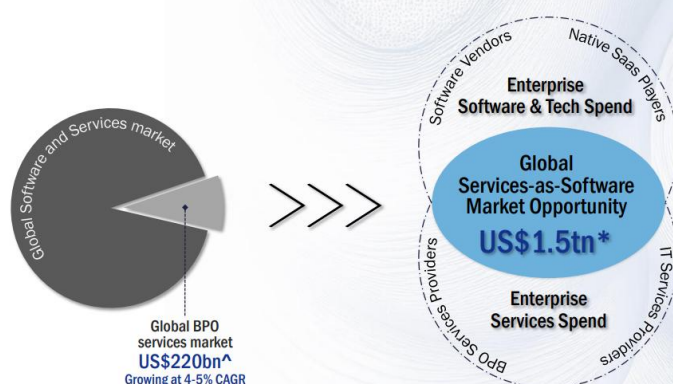 Global Software and Services market
Global BPO
services market
US$220bn^
Growing at 4-5% CAGR
Software Vendors
Native Saas Players
Enterprise
Software & Tech Spend
Global
Services-as-Software
Market Opportunity
US$1.5tn*
Enterprise
Services Spend
BPO Services Providers
IT Services Providers